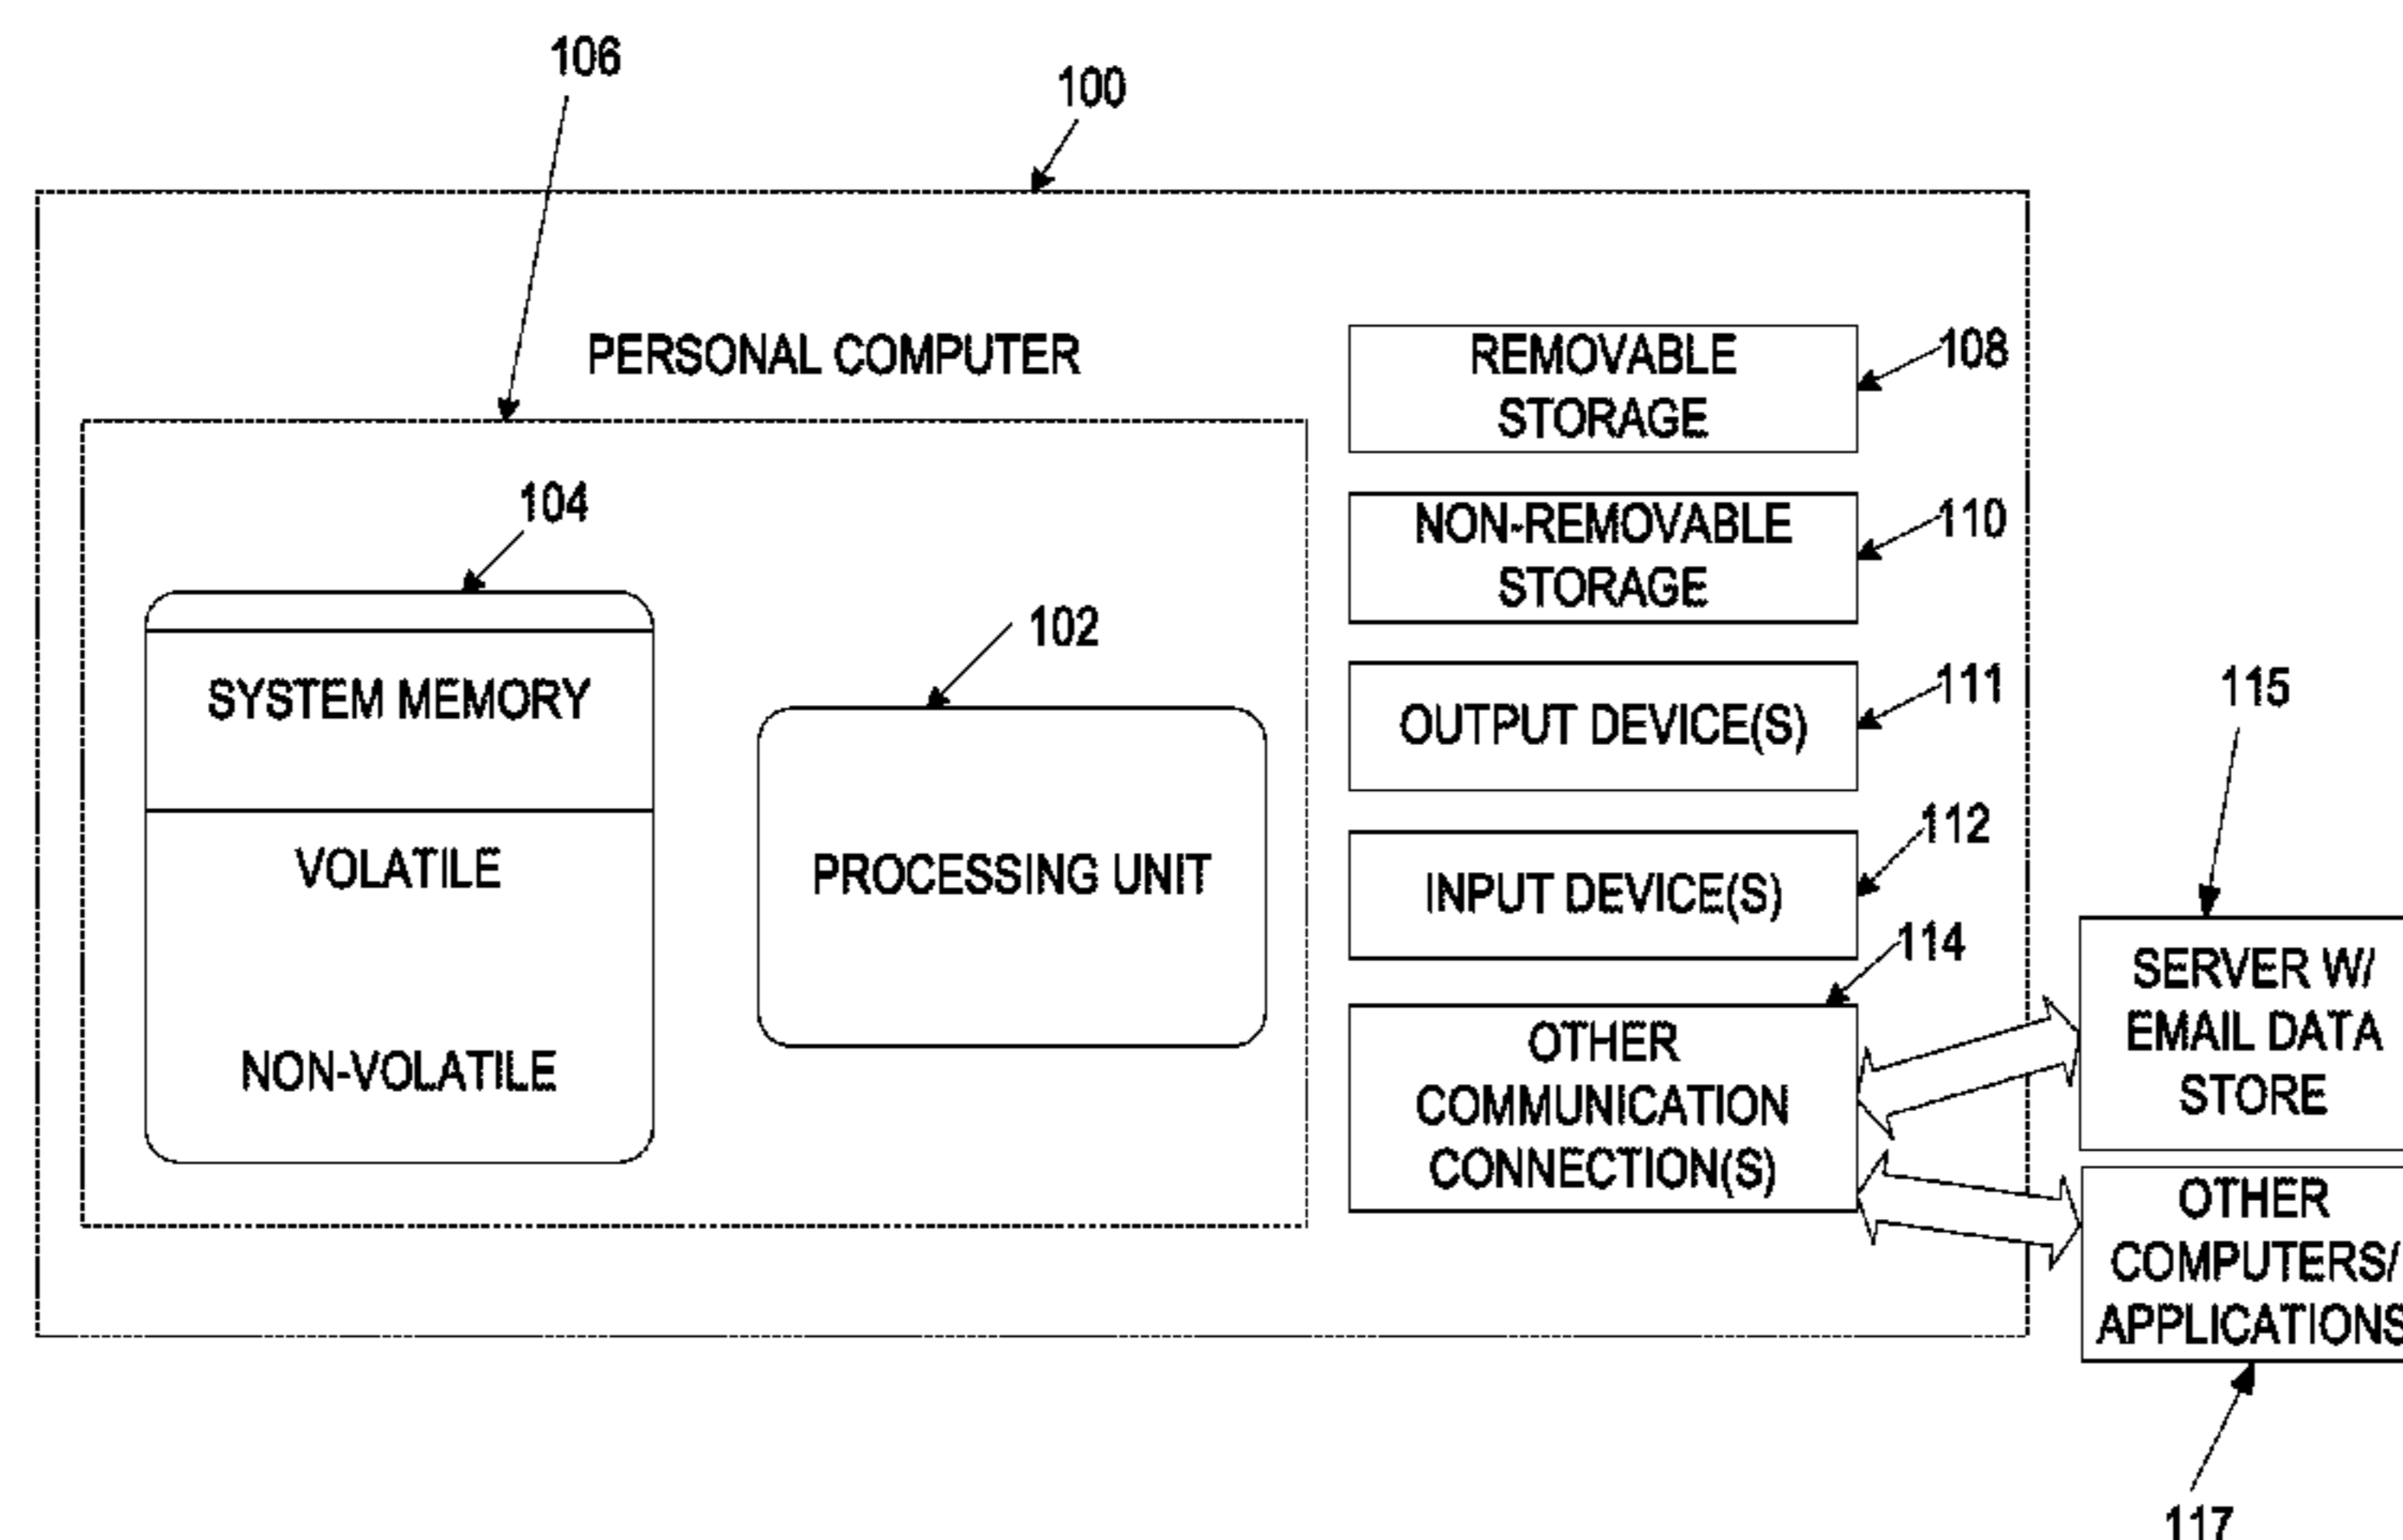 106
100
PERSONAL COMPUTER
104
SYSTEM MEMORY
VOLATILE
NON-VOLATILE
102
PROCESSING UNIT
REMOVABLE
STORAGE
108
NON-REMOVABLE
STORAGE
110
OUTPUT DEVICE(S)
111
INPUT DEVICE(S)
112
114
OTHER
COMMUNICATION
CONNECTION(S)
115
SERVER W/
EMAIL DATA
STORE
OTHER
COMPUTERS/
APPLICATIONS
117